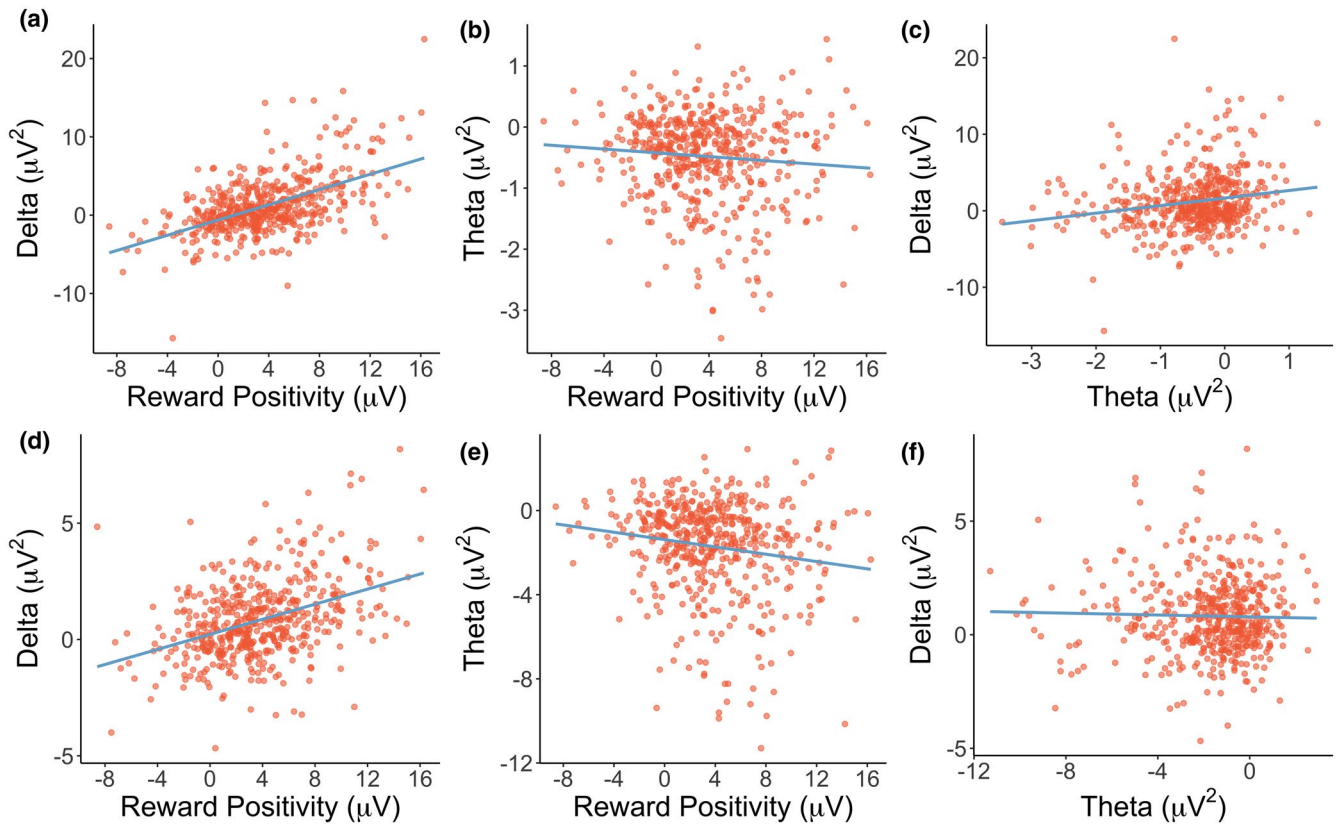 (a)
20
10
0
-10
Delta (μV²)
-8 -4 0 4 8 12 16
Reward Positivity (μV)
(b)
1
0
-1
-2
-3
Theta (μV²)
-8 -4 0 4 8 12 16
Reward Positivity (μV)
(c)
20
10
0
-10
Delta (μV²)
-3 -2 -1 0 1
Theta (μV²)
(d)
5
0
-5
Delta (μV²)
-8 -4 0 4 8 12 16
Reward Positivity (μV)
(e)
0
-4
-8
-12
Theta (μV²)
-8 -4 0 4 8 12 16
Reward Positivity (μV)
(f)
5
0
-5
Delta (μV²)
-12 -8 -4 0
Theta (μV²)